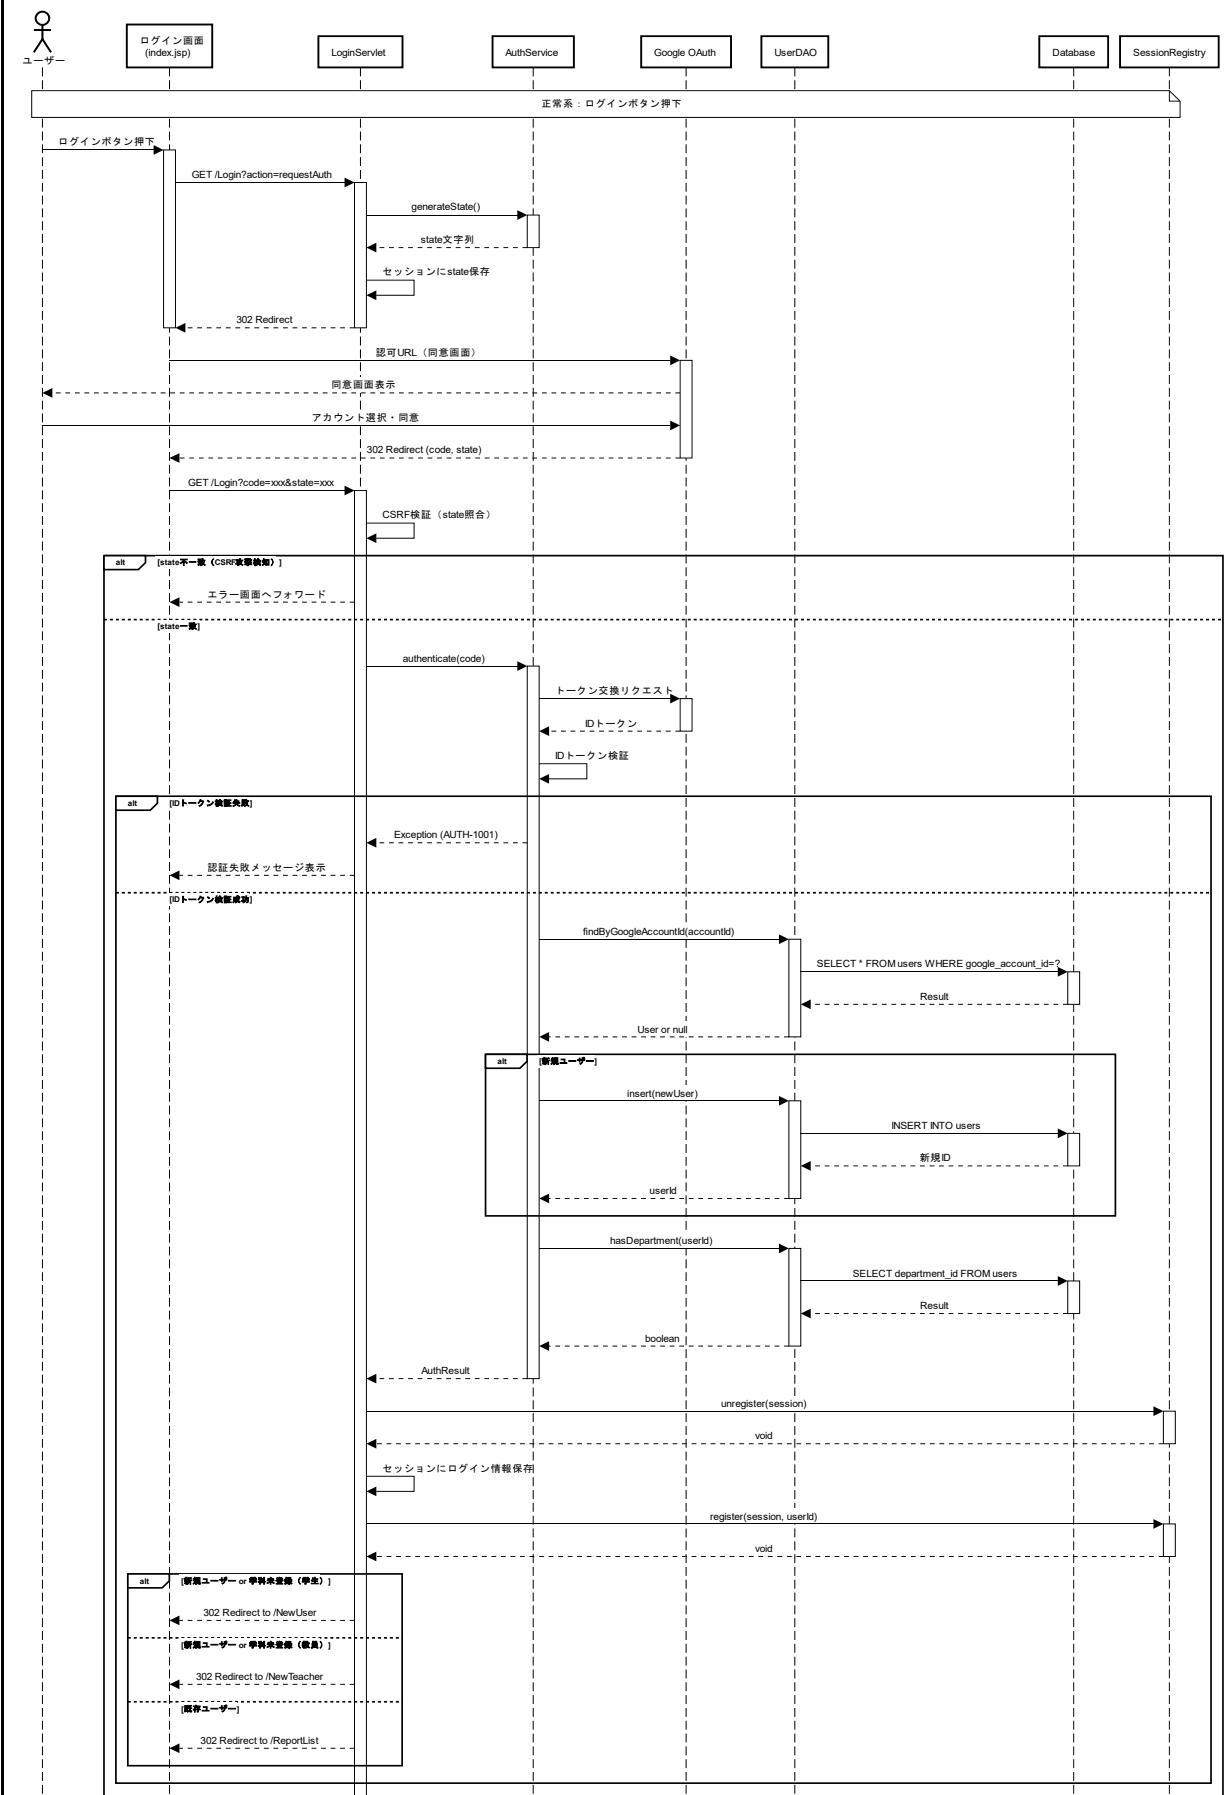 ユーザー
ログイン画面
(index.jsp)
LoginServlet
AuthService
Google OAuth
UserDAO
Database
SessionRegistry
正常系：ログインボタン押下
ログインボタン押下
GET /Login?action=requestAuth
generateState()
state文字列
セッションにstate保存
302 Redirect
認可URL（同意画面）
同意画面表示
アカウント選択・同意
302 Redirect (code, state)
GET /Login?code=xxx&state=xxx
CSRF検証（state照合）
alt
[state不一致（CSRF攻撃検知）]
エラー画面へフォワード
[state一致]
authenticate(code)
トークン交換リクエスト
IDトークン
IDトークン検証
alt
[IDトークン検証失敗]
Exception (AUTH-1001)
認証失敗メッセージ表示
[IDトークン検証成功]
findByGoogleAccountId(accountId)
SELECT * FROM users WHERE google_account_id=?
Result
User or null
alt
[新規ユーザー]
insert(newUser)
INSERT INTO users
新規ID
userId
hasDepartment(userId)
SELECT department_id FROM users
Result
boolean
AuthResult
unregister(session)
void
セッションにログイン情報保存
register(session, userId)
void
alt
[新規ユーザー or 学科未登録（学生）]
302 Redirect to /NewUser
[新規ユーザー or 学科未登録（教員）]
302 Redirect to /NewTeacher
[既存ユーザー]
302 Redirect to /ReportList